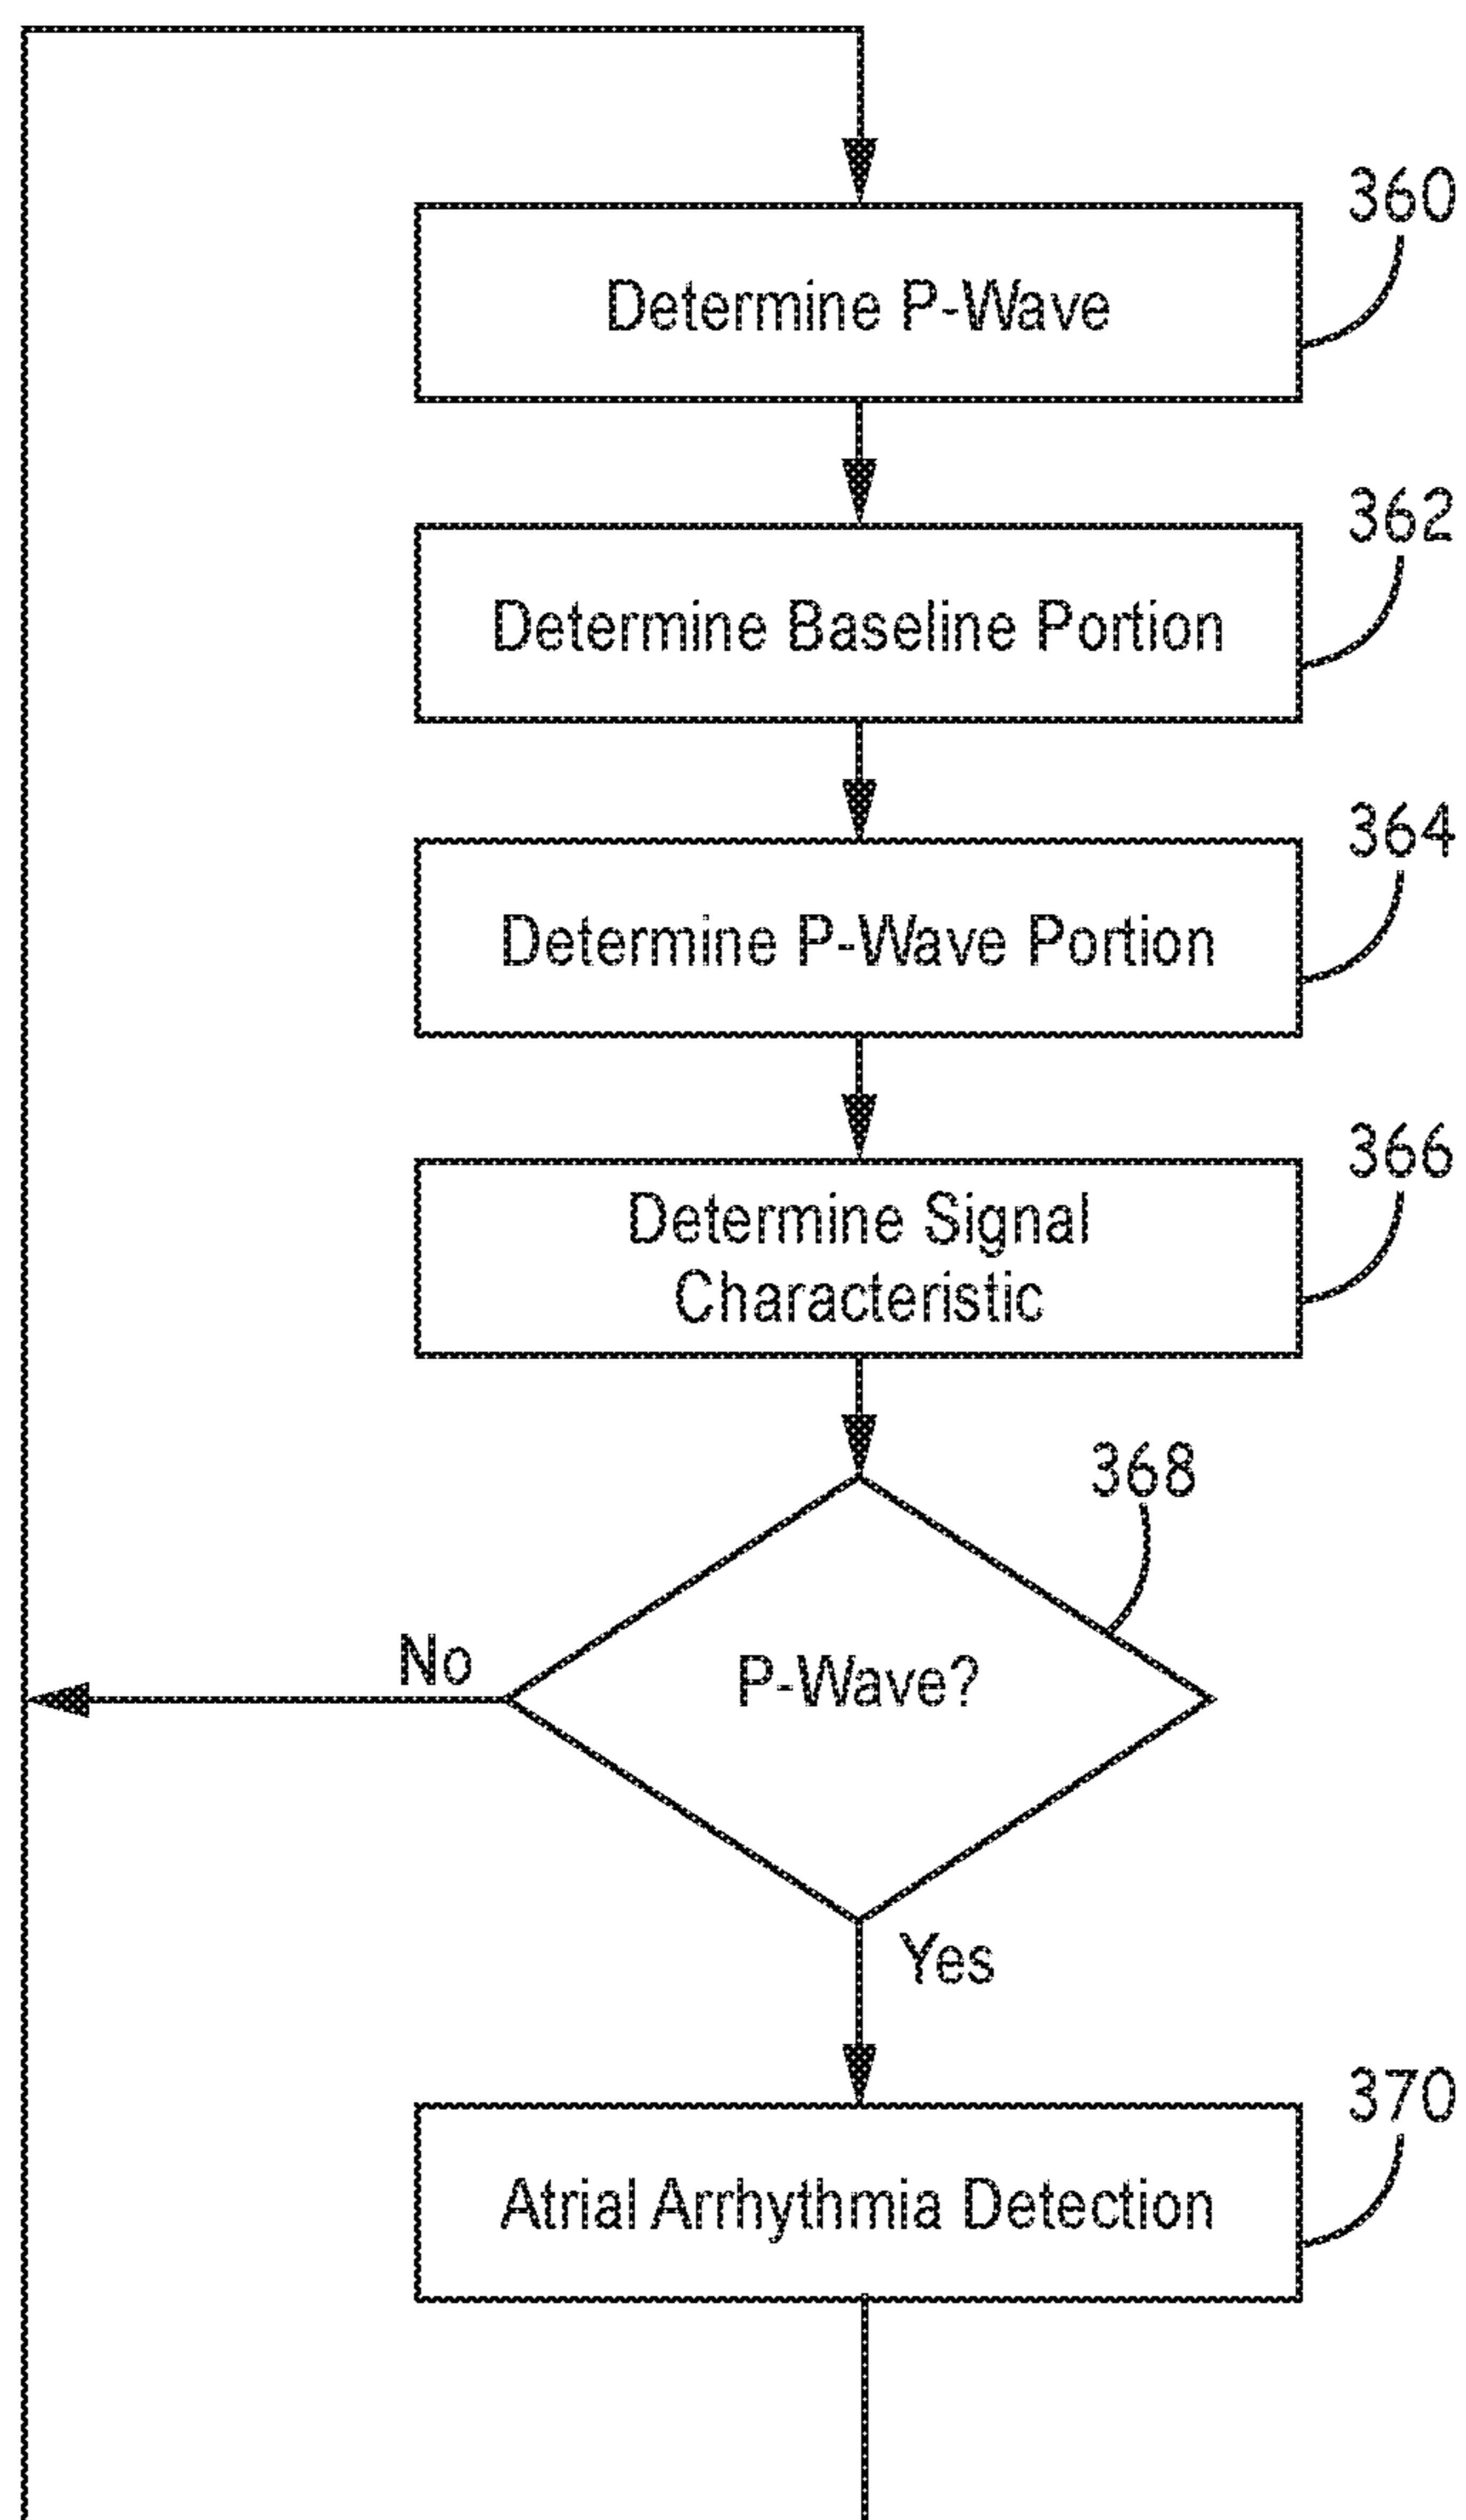 360
Determine P-Wave
362
Determine Baseline Portion
364
Determine P-Wave Portion
366
Determine Signal
Characteristic
368
No
P-Wave?
Yes
370
Atrial Arrhythmia Detection